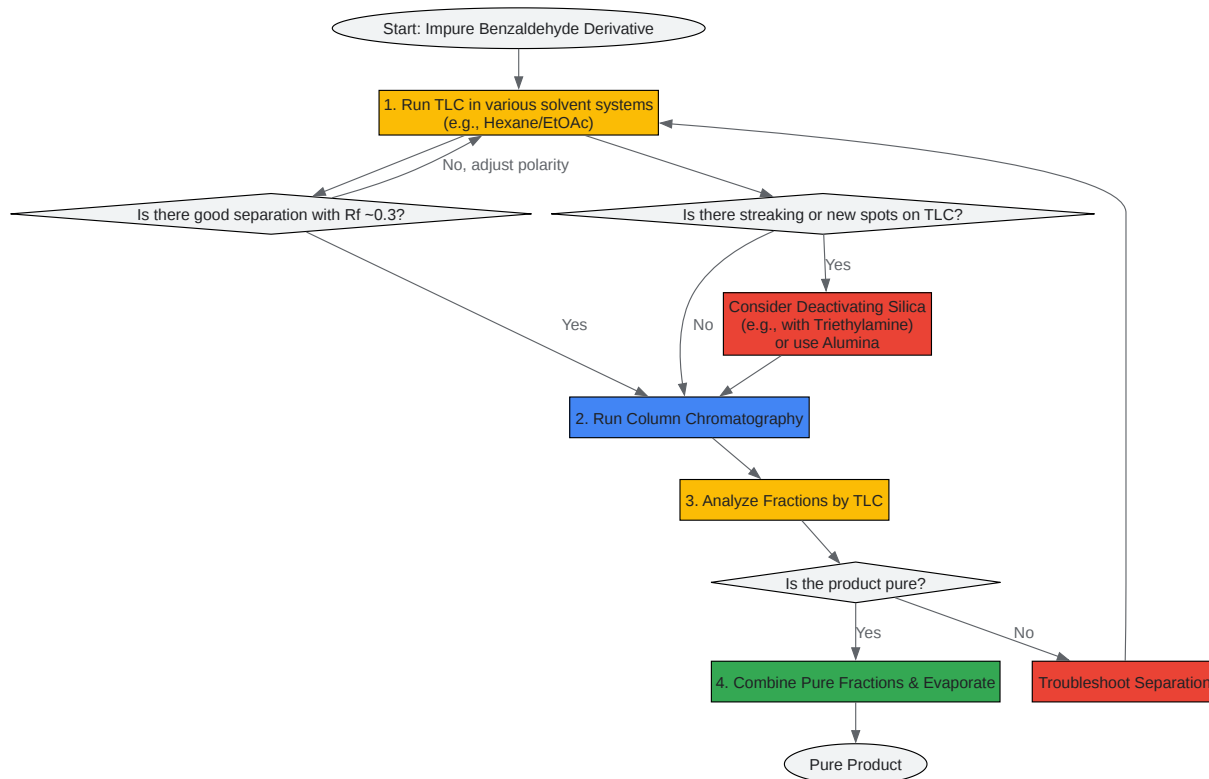 Start: Impure Benzaldehyde Derivative
1. Run TLC in various solvent systems
(e.g., Hexane/EtOAc)
No, adjust polarity
Is there good separation with Rf ~0.3?
Is there streaking or new spots on TLC?
Yes
Consider Deactivating Silica
(e.g., with Triethylamine)
or use Alumina
Yes
No
2. Run Column Chromatography
3. Analyze Fractions by TLC
Is the product pure?
Yes
No
4. Combine Pure Fractions & Evaporate
Troubleshoot Separation
Pure Product